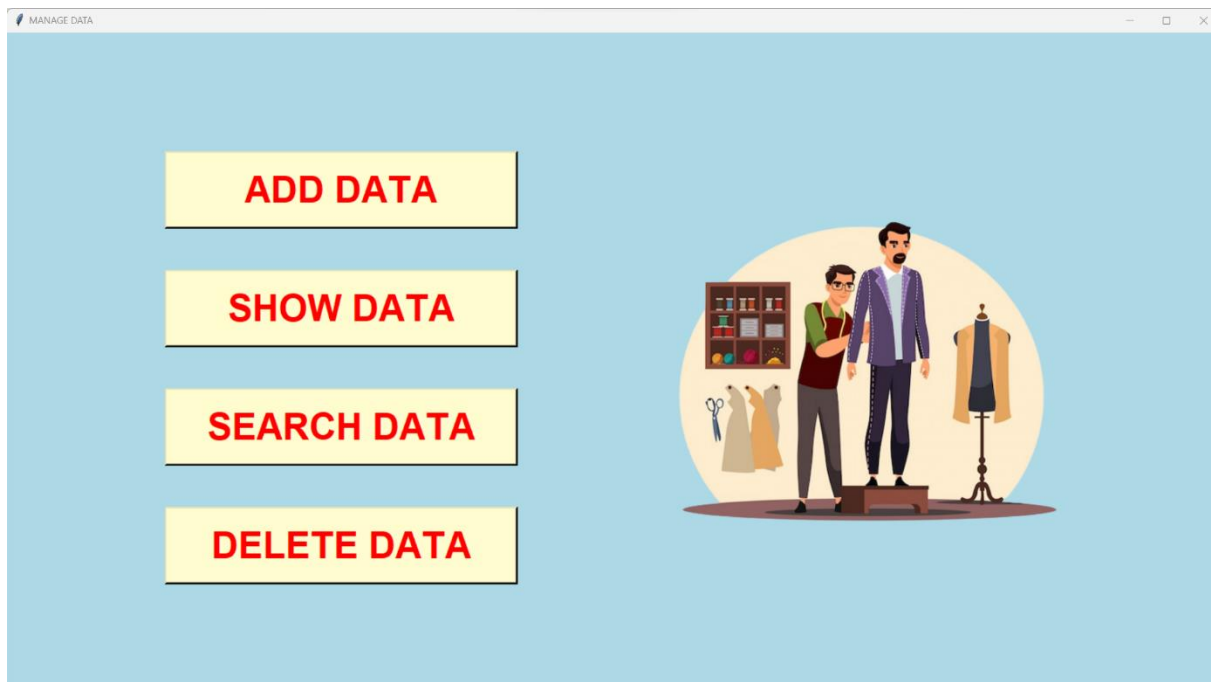 MANAGE DATA
ADD DATA
SHOW DATA
SEARCH DATA
DELETE DATA